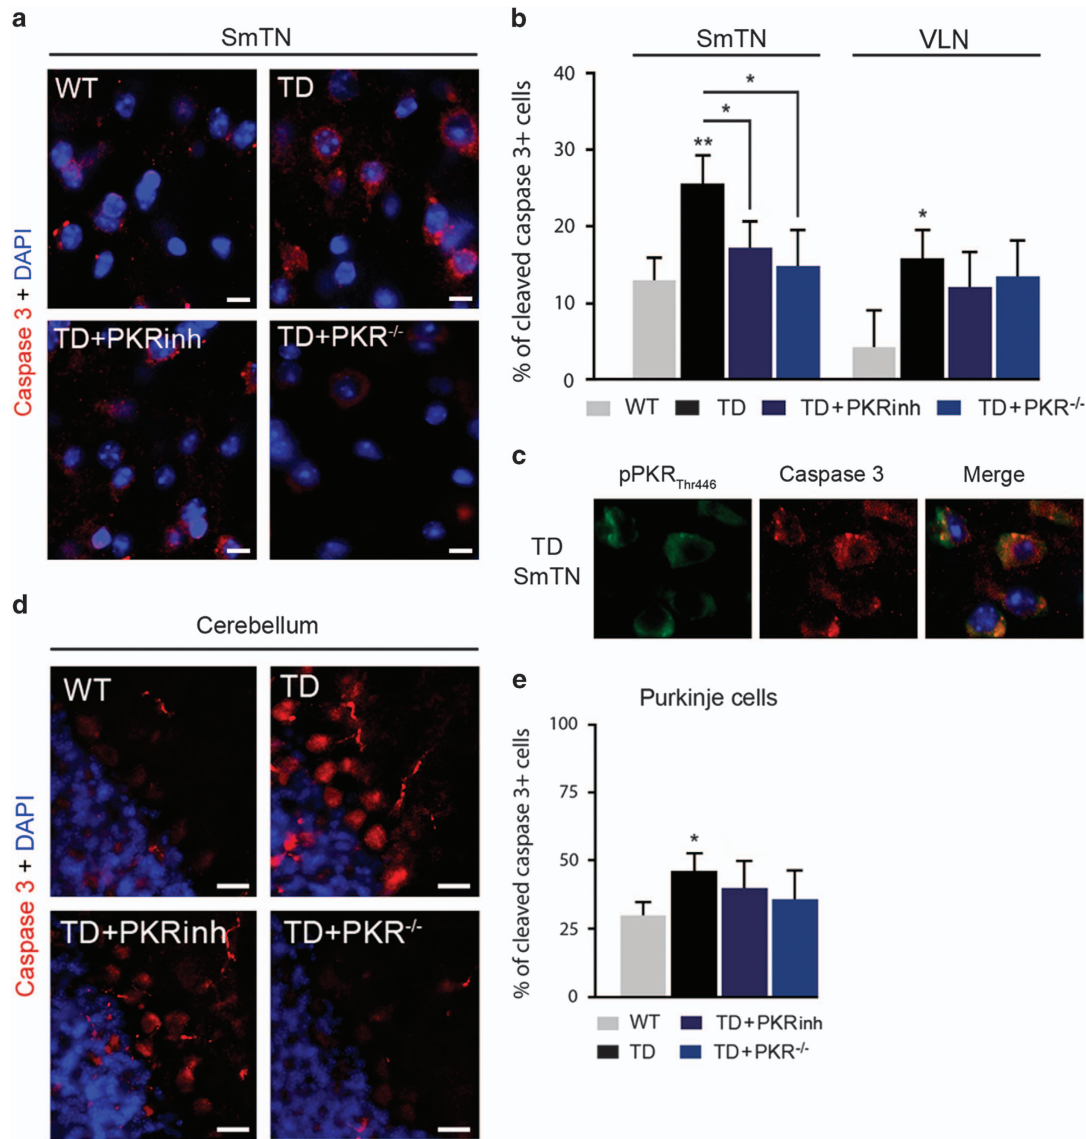 a
SmTN
WT
TD
TD+PKRinh
TD+PKR-/-
Caspase 3 + DAPI
b
SmTN
VLN
% of cleaved caspase 3+ cells
40
30
20
10
0
*
*
**
*
WT
TD
TD+PKRinh
TD+PKR-/-
c
pPKRThr446
Caspase 3
Merge
TD
SmTN
d
Cerebellum
WT
TD
TD+PKRinh
TD+PKR-/-
Caspase 3 + DAPI
e
Purkinje cells
% of cleaved caspase 3+ cells
100
75
50
25
0
*
WT
TD+PKRinh
TD
TD+PKR-/-